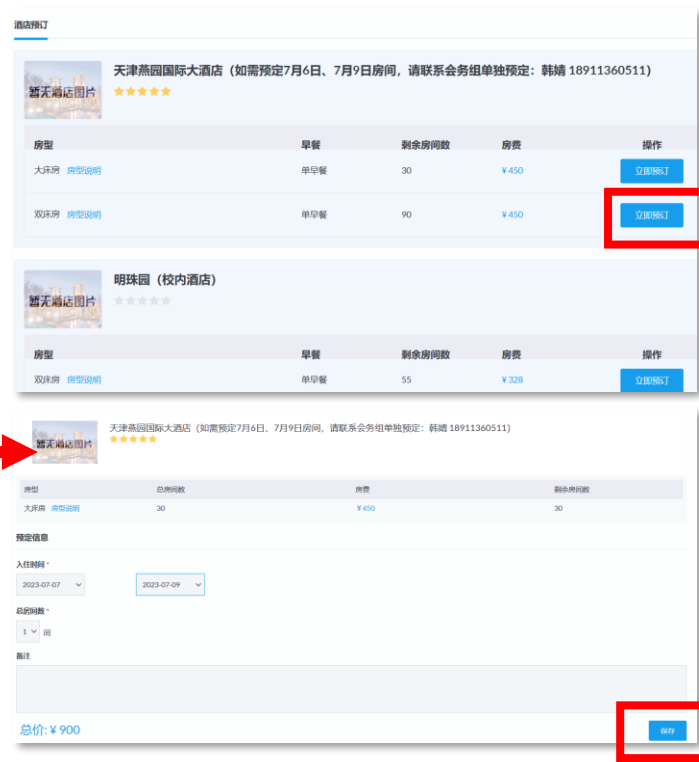 酒店预订
天津燕园国际大酒店（如需预定7月6日、7月9日房间，请联系会务组单独预定：韩婧 18911360511）
暂无酒店图片
房型 早餐 剩余房间数 房费 操作
大床房 房型说明 单早餐 30 ¥450 立即预订
双床房 房型说明 单早餐 90 ¥450 立即预订
明珠园（校内酒店）
暂无酒店图片
房型 早餐 剩余房间数 房费 操作
双床房 房型说明 单早餐 55 ¥328 立即预订
天津燕园国际大酒店（如需预定7月6日、7月9日房间，请联系会务组单独预定：韩婧 18911360511）
暂无酒店图片
房型 总房间数 房费 剩余房间数
大床房 房型说明 30 ¥450 30
预定信息
入住时间*
2023-07-07 2023-07-09
总房间数*
1 间
备注
总价:¥ 900 保存